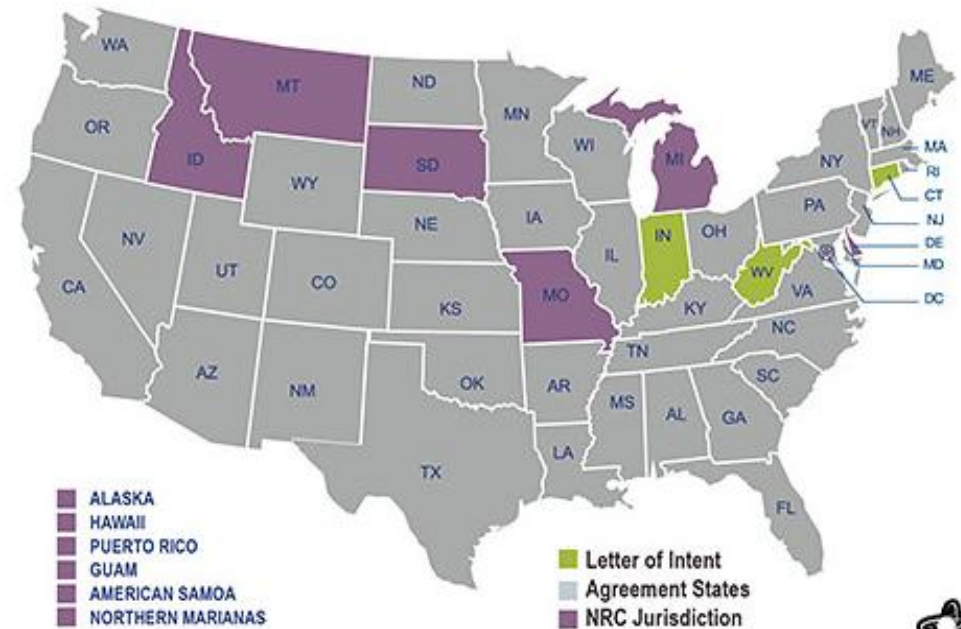 WA
OR
CA
NV
ID
MT
WY
UT
AZ
CO
NM
ND
SD
NE
KS
OK
TX
MN
IA
MO
AR
LA
WI
IL
MI
IN
OH
KY
TN
MS
AL
GA
FL
SC
NC
VA
WV
PA
NY
VT
NH
ME
MA
RI
CT
NJ
DE
MD
DC
ALASKA
HAWAII
PUERTO RICO
GUAM
AMERICAN SAMOA
NORTHERN MARIANAS
Letter of Intent
Agreement States
NRC Jurisdiction